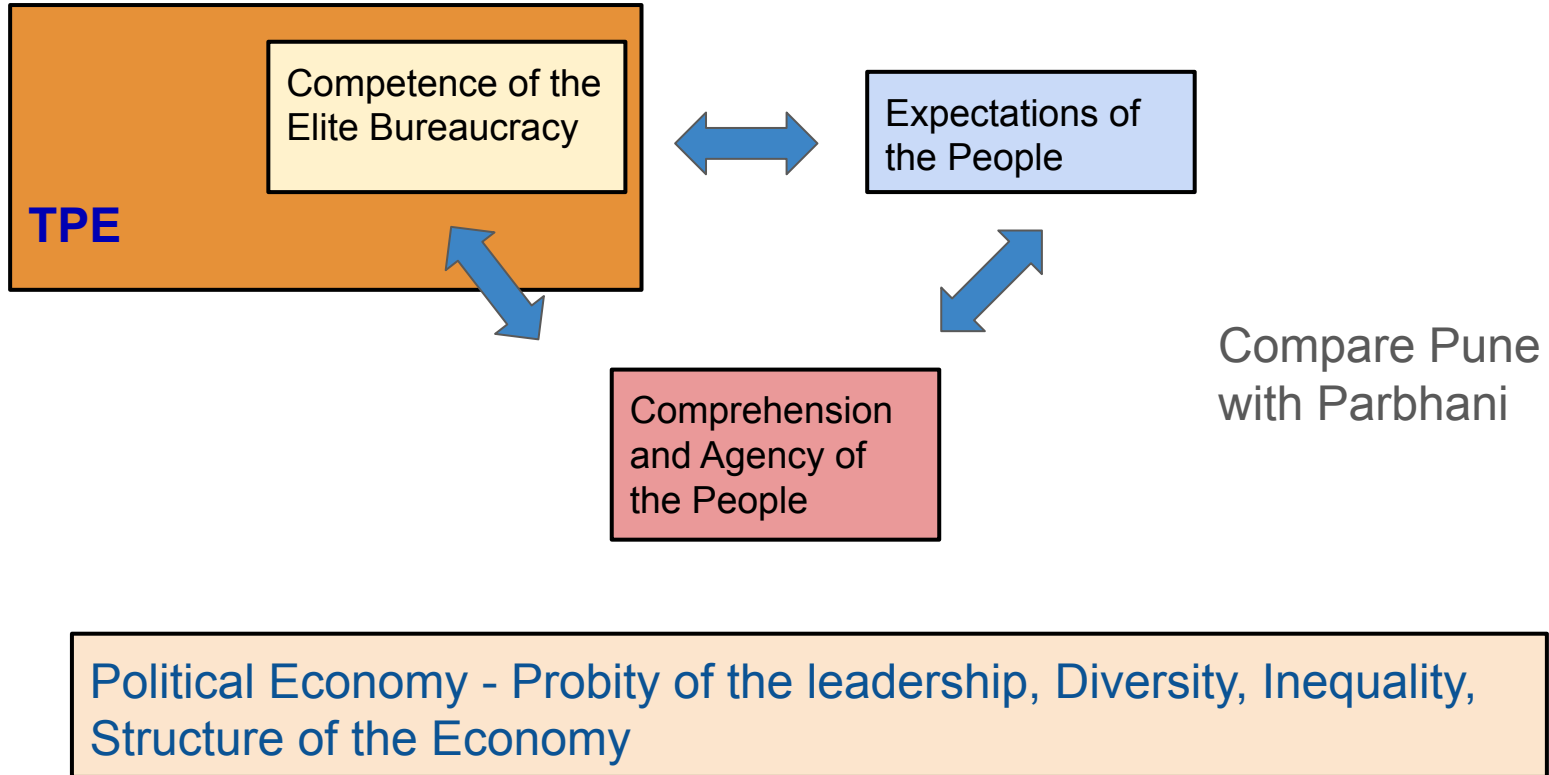 Competence of the
Elite Bureaucracy
TPE
Expectations of
the People
Comprehension
and Agency of
the People
Compare Pune
with Parbhani
Political Economy - Probity of the leadership, Diversity, Inequality,
Structure of the Economy